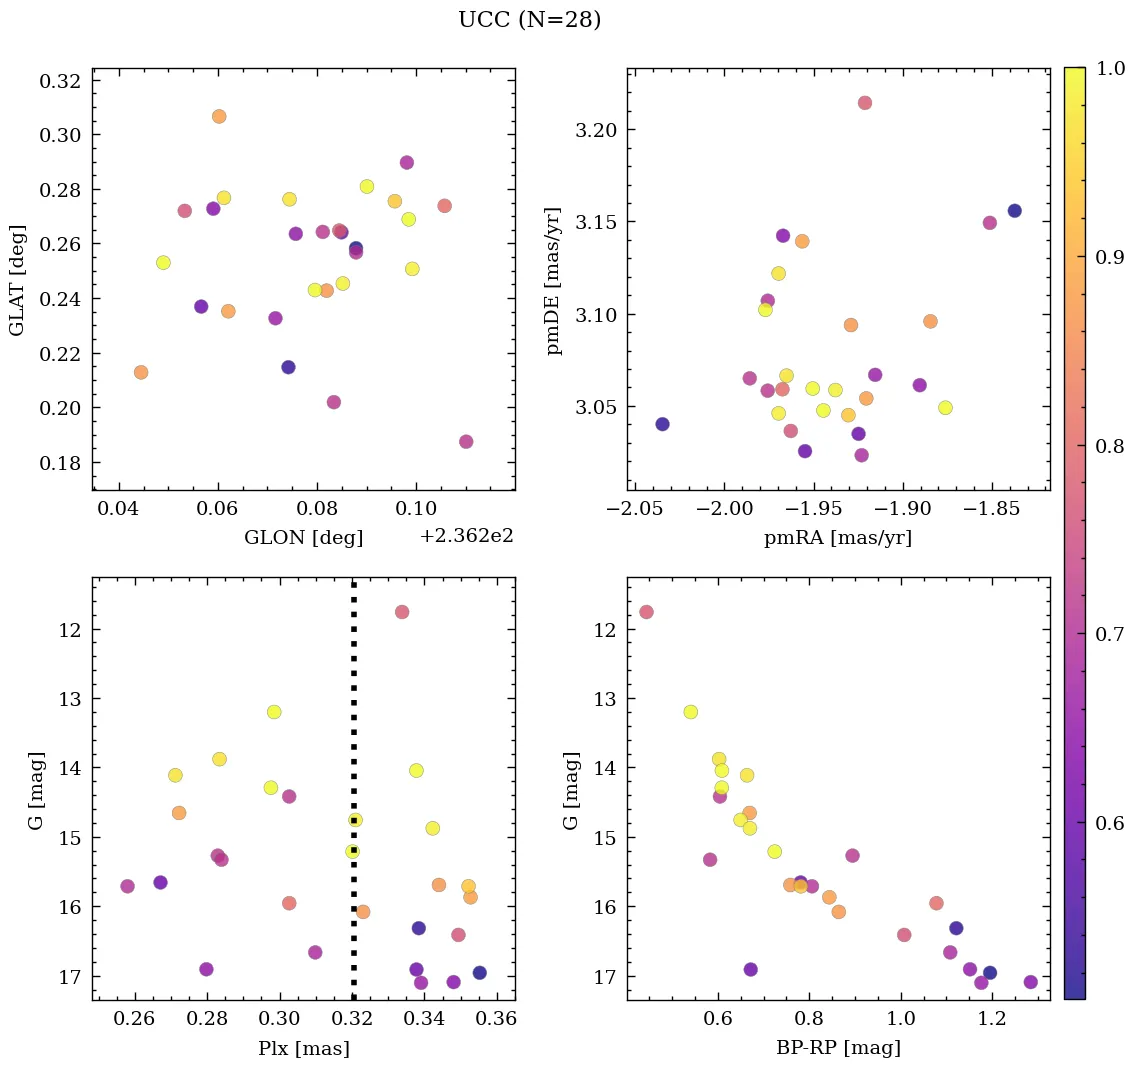 UCC (N=28)
0.32
0.30
0.28
0.26
0.24
0.22
0.20
0.18
GLAT [deg]
0.04 0.06 0.08 0.10
GLON [deg]
+2.362e2
3.20
3.15
3.10
3.05
pmDE [mas/yr]
−2.05 −2.00 −1.95 −1.90 −1.85
pmRA [mas/yr]
1.0
0.9
0.8
0.7
0.6
12
13
14
15
16
17
G [mag]
0.26 0.28 0.30 0.32 0.34 0.36
Plx [mas]
12
13
14
15
16
17
G [mag]
0.6 0.8 1.0 1.2
BP-RP [mag]